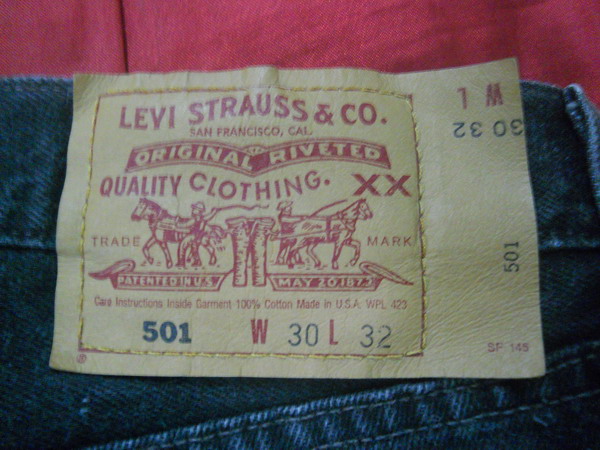 LEVI STRAUSS & CO.
SAN FRANCISCO, CAL.
ORIGINAL RIVETED
QUALITY CLOTHING. XX
TRADE MARK
PATENTED IN U.S. MAY 20 1873
Care Instructions Inside Garment 100% Cotton Made in U.S.A. WPL 423
501 W 30 L 32
®
W L
30 32
501
SP 146